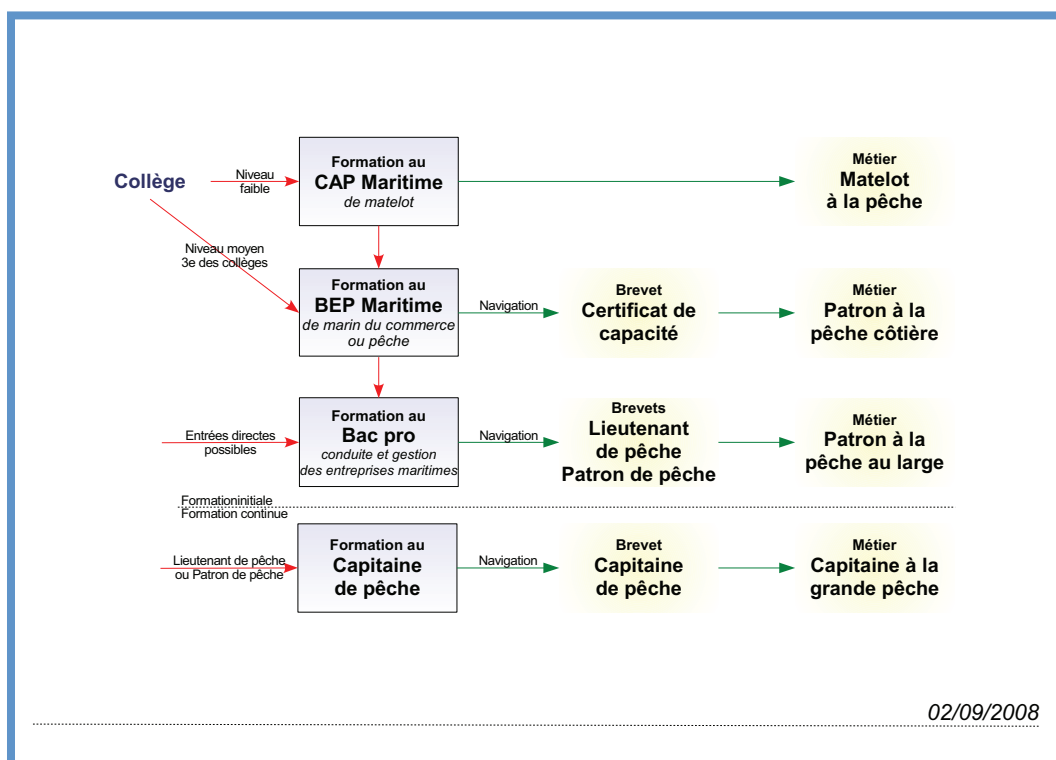 Collège
Niveau
faible
Formation au
CAP Maritime
de matelot
Métier
Matelot
à la pêche
Niveau moyen
3e des collèges
Formation au
BEP Maritime
de marin du commerce
ou pêche
Navigation
Brevet
Certificat de
capacité
Métier
Patron à la
pêche côtière
Entrées directes
possibles
Formation au
Bac pro
conduite et gestion
des entreprises maritimes
Navigation
Brevets
Lieutenant
de pêche
Patron de pêche
Métier
Patron à la
pêche au large
Formationinitiale
Formation continue
Lieutenant de pêche
ou Patron de pêche
Formation au
Capitaine
de pêche
Navigation
Brevet
Capitaine
de pêche
Métier
Capitaine à la
grande pêche
02/09/2008